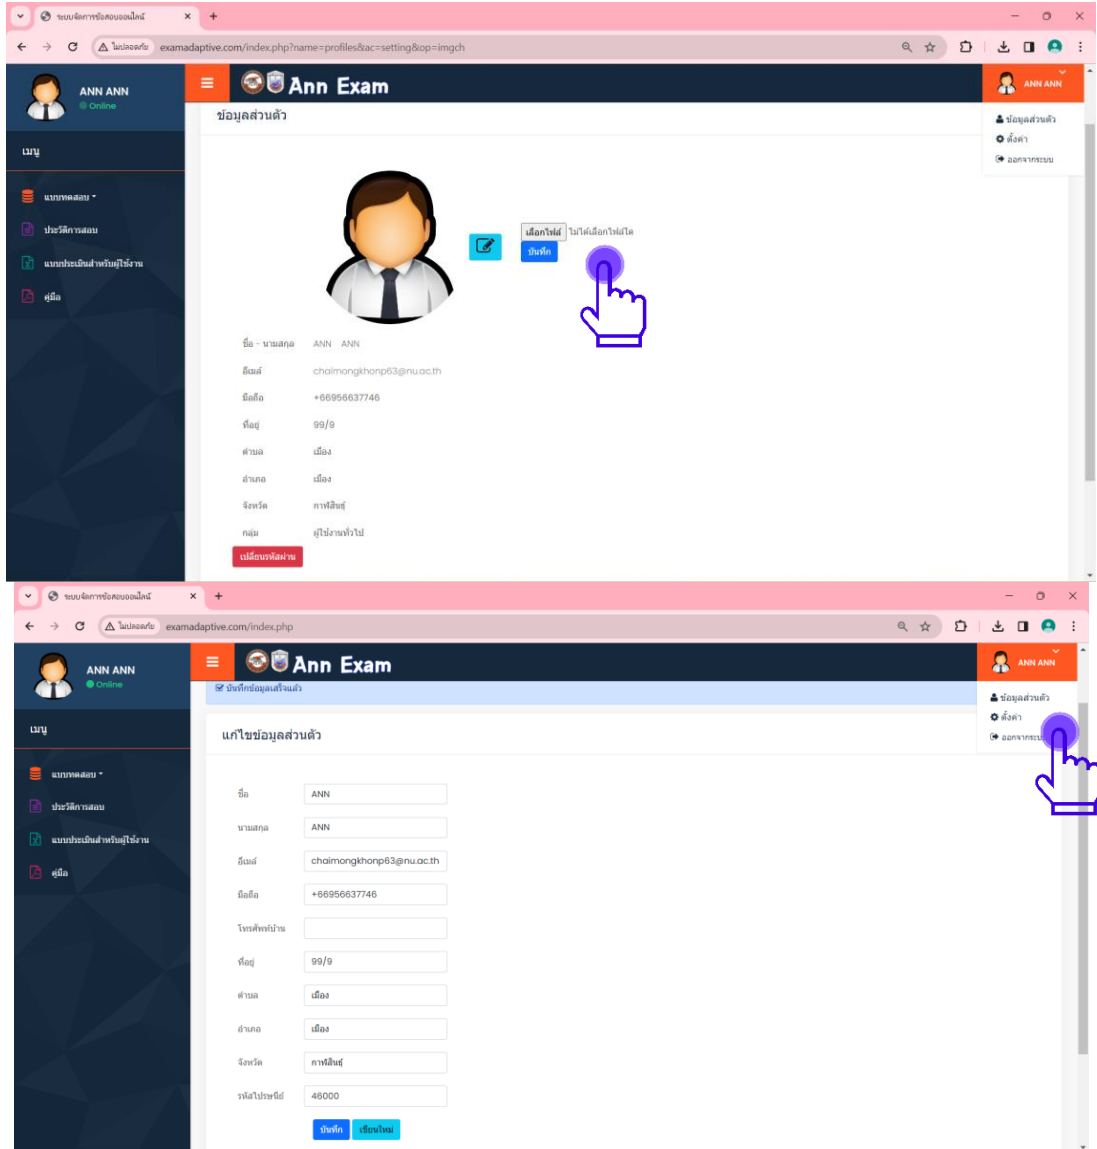 ระบบจัดการข้อสอบออนไลน์
ไม่ปลอดภัย examadaptive.com/index.php?name=profiles&ac=setting&op=imgch
ANN ANN
Online
Ann Exam
ANN ANN
ข้อมูลส่วนตัว
ข้อมูลส่วนตัว
ตั้งค่า
ออกจากระบบ
เมนู
แบบทดสอบ
ประวัติการสอบ
แบบประเมินสำหรับผู้ใช้งาน
คู่มือ
เลือกไฟล์ ไม่ได้เลือกไฟล์ใด
บันทึก
ชื่อ - นามสกุล ANN ANN
อีเมล์ chaimongkhonp63@nu.ac.th
มือถือ +66956637746
ที่อยู่ 99/9
ตำบล เมือง
อำเภอ เมือง
จังหวัด กาฬสินธุ์
กลุ่ม ผู้ใช้งานทั่วไป
เปลี่ยนรหัสผ่าน
ระบบจัดการข้อสอบออนไลน์
ไม่ปลอดภัย examadaptive.com/index.php
ANN ANN
Online
Ann Exam
ANN ANN
บันทึกข้อมูลเสร็จแล้ว
ข้อมูลส่วนตัว
ตั้งค่า
เมนู
แก้ไขข้อมูลส่วนตัว
แบบทดสอบ
ประวัติการสอบ
แบบประเมินสำหรับผู้ใช้งาน
คู่มือ
ชื่อ ANN
นามสกุล ANN
อีเมล์ chaimongkhonp63@nu.ac.th
มือถือ +66956637746
โทรศัพท์บ้าน
ที่อยู่ 99/9
ตำบล เมือง
อำเภอ เมือง
จังหวัด กาฬสินธุ์
รหัสไปรษณีย์ 46000
บันทึก เขียนใหม่